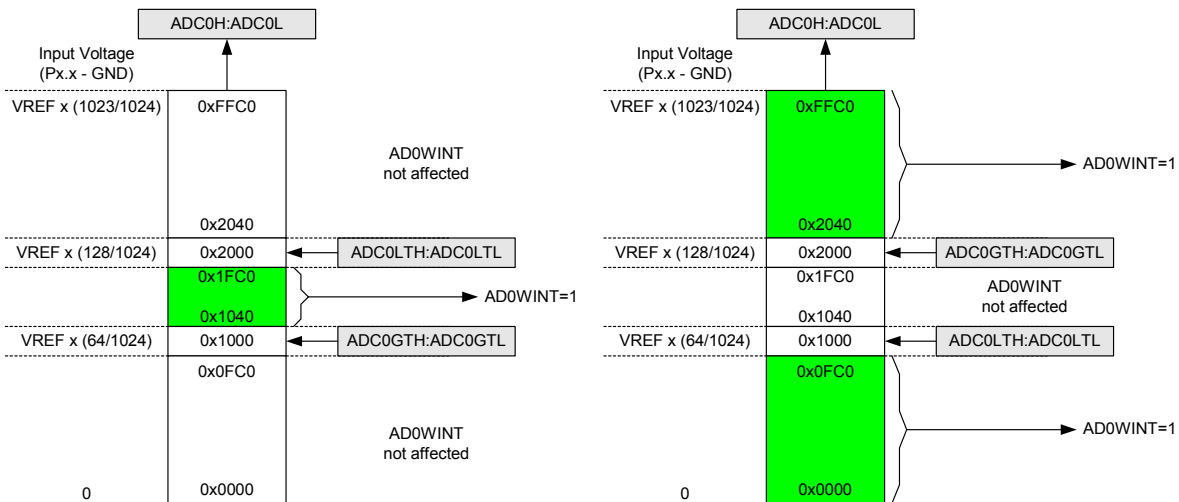 ADC0H:ADC0L
Input Voltage
(Px.x - GND)
VREF x (1023/1024)
0xFFC0
AD0WINT
not affected
0x2040
VREF x (128/1024)
0x2000
ADC0LTH:ADC0LTL
0x1FC0
AD0WINT=1
0x1040
VREF x (64/1024)
0x1000
ADC0GTH:ADC0GTL
0x0FC0
AD0WINT
not affected
0
0x0000
ADC0H:ADC0L
Input Voltage
(Px.x - GND)
VREF x (1023/1024)
0xFFC0
AD0WINT=1
0x2040
VREF x (128/1024)
0x2000
ADC0GTH:ADC0GTL
0x1FC0
AD0WINT
not affected
0x1040
VREF x (64/1024)
0x1000
ADC0LTH:ADC0LTL
0x0FC0
AD0WINT=1
0
0x0000